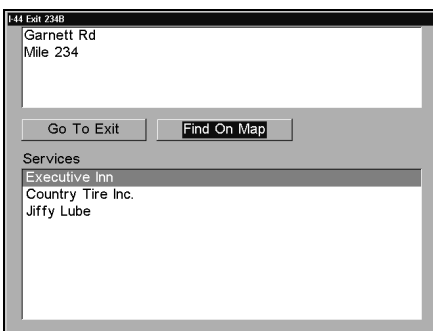 I-44 Exit 234B
Garnett Rd
Mile 234
Go To Exit Find On Map
Services
Executive Inn
Country Tire Inc.
Jiffy Lube